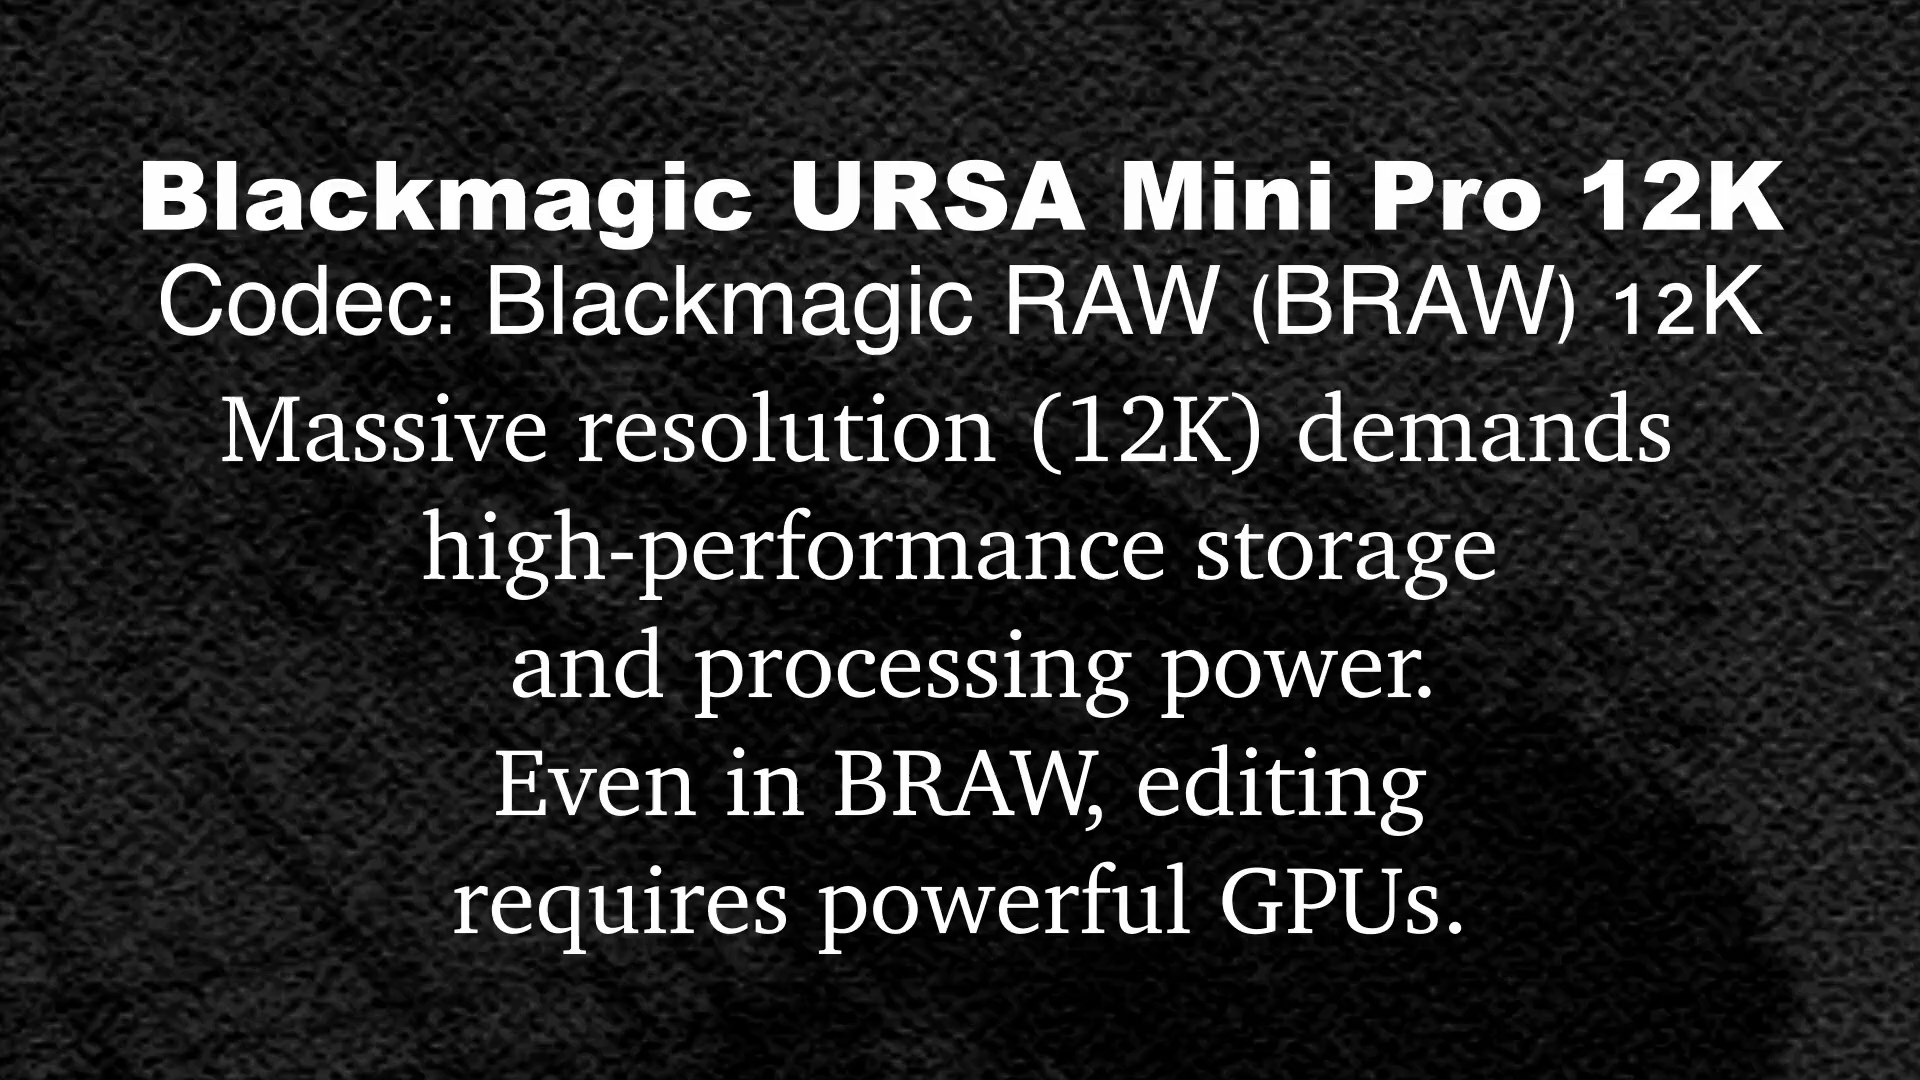 Blackmagic URSA Mini Pro 12K
Codec: Blackmagic RAW (BRAW) 12K
Massive resolution (12K) demands
high-performance storage
and processing power.
Even in BRAW, editing
requires powerful GPUs.